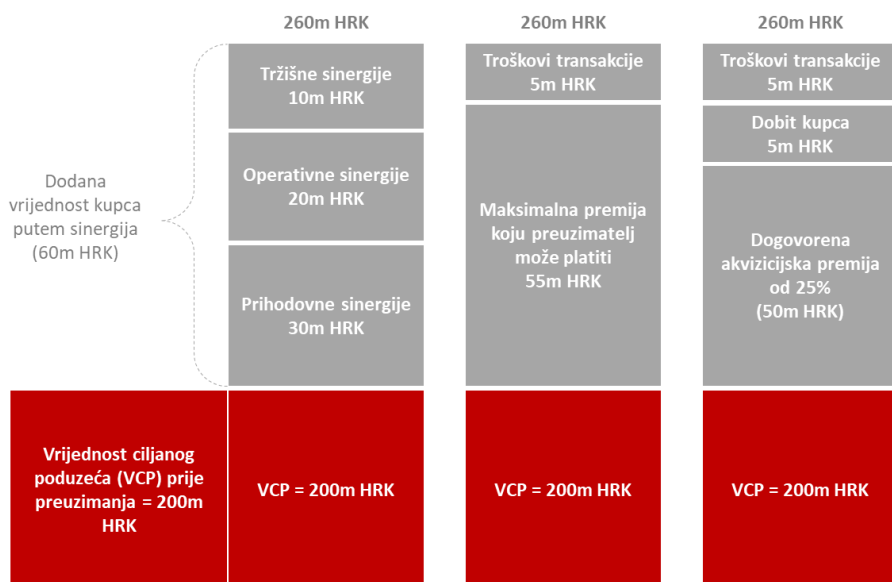 260m HRK
260m HRK
260m HRK
Tržišne sinergije
10m HRK
Operativne sinergije
20m HRK
Prihodovne sinergije
30m HRK
Dodana
vrijednost kupca
putem sinergija
(60m HRK)
Troškovi transakcije
5m HRK
Maksimalna premija
koju preuzimatelj
može platiti
55m HRK
Troškovi transakcije
5m HRK
Dobit kupca
5m HRK
Dogovorena
akvizicijska premija
od 25%
(50m HRK)
Vrijednost ciljanog
poduzeća (VCP) prije
preuzimanja = 200m
HRK
VCP = 200m HRK
VCP = 200m HRK
VCP = 200m HRK